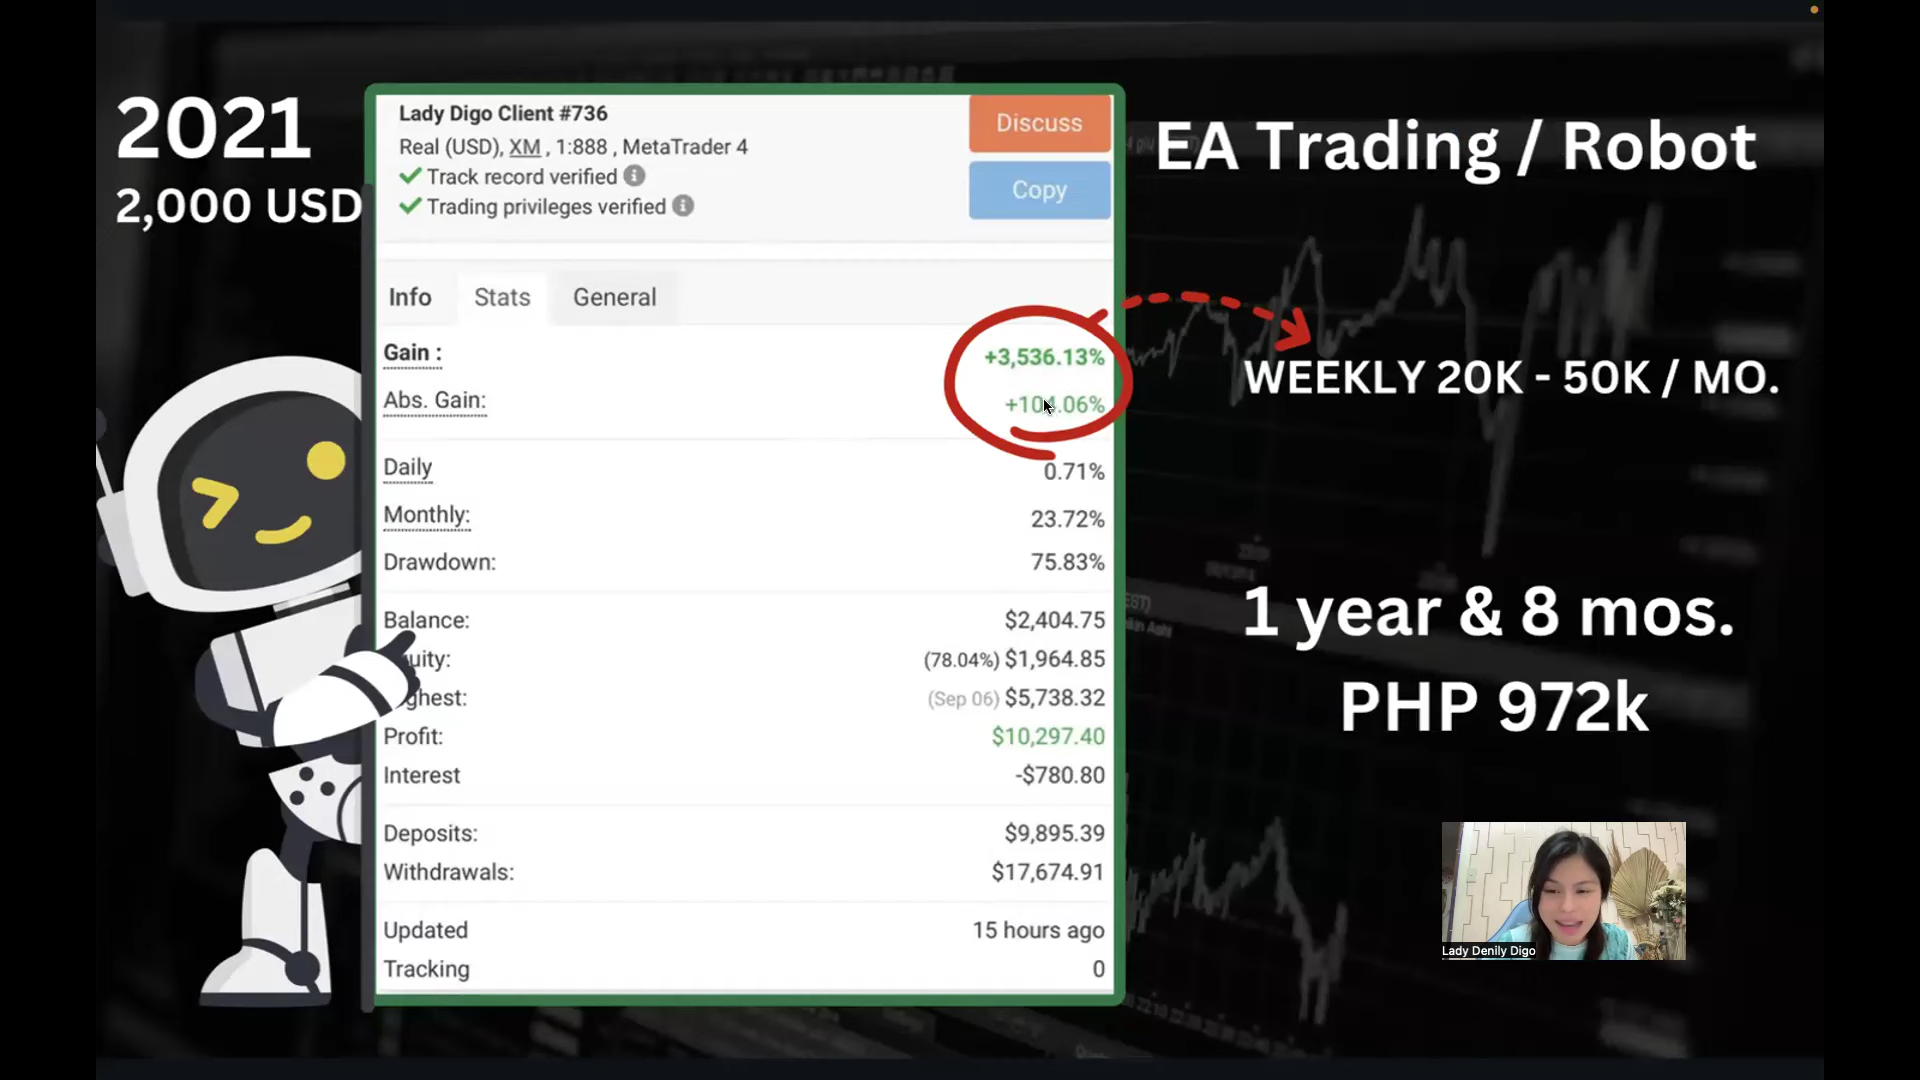 2021
2,000 USD
Lady Digo Client #736
Real (USD), XM , 1:888 , MetaTrader 4
Track record verified
Trading privileges verified
Discuss
Copy
Info Stats General
Gain : +3,536.13%
Abs. Gain: +104.06%
Daily 0.71%
Monthly: 23.72%
Drawdown: 75.83%
Balance: $2,404.75
uity: (78.04%) $1,964.85
ghest: (Sep 06) $5,738.32
Profit: $10,297.40
Interest -$780.80
Deposits: $9,895.39
Withdrawals: $17,674.91
Updated 15 hours ago
Tracking 0
EA Trading / Robot
WEEKLY 20K - 50K / MO.
1 year & 8 mos.
PHP 972k
Lady Denily Digo